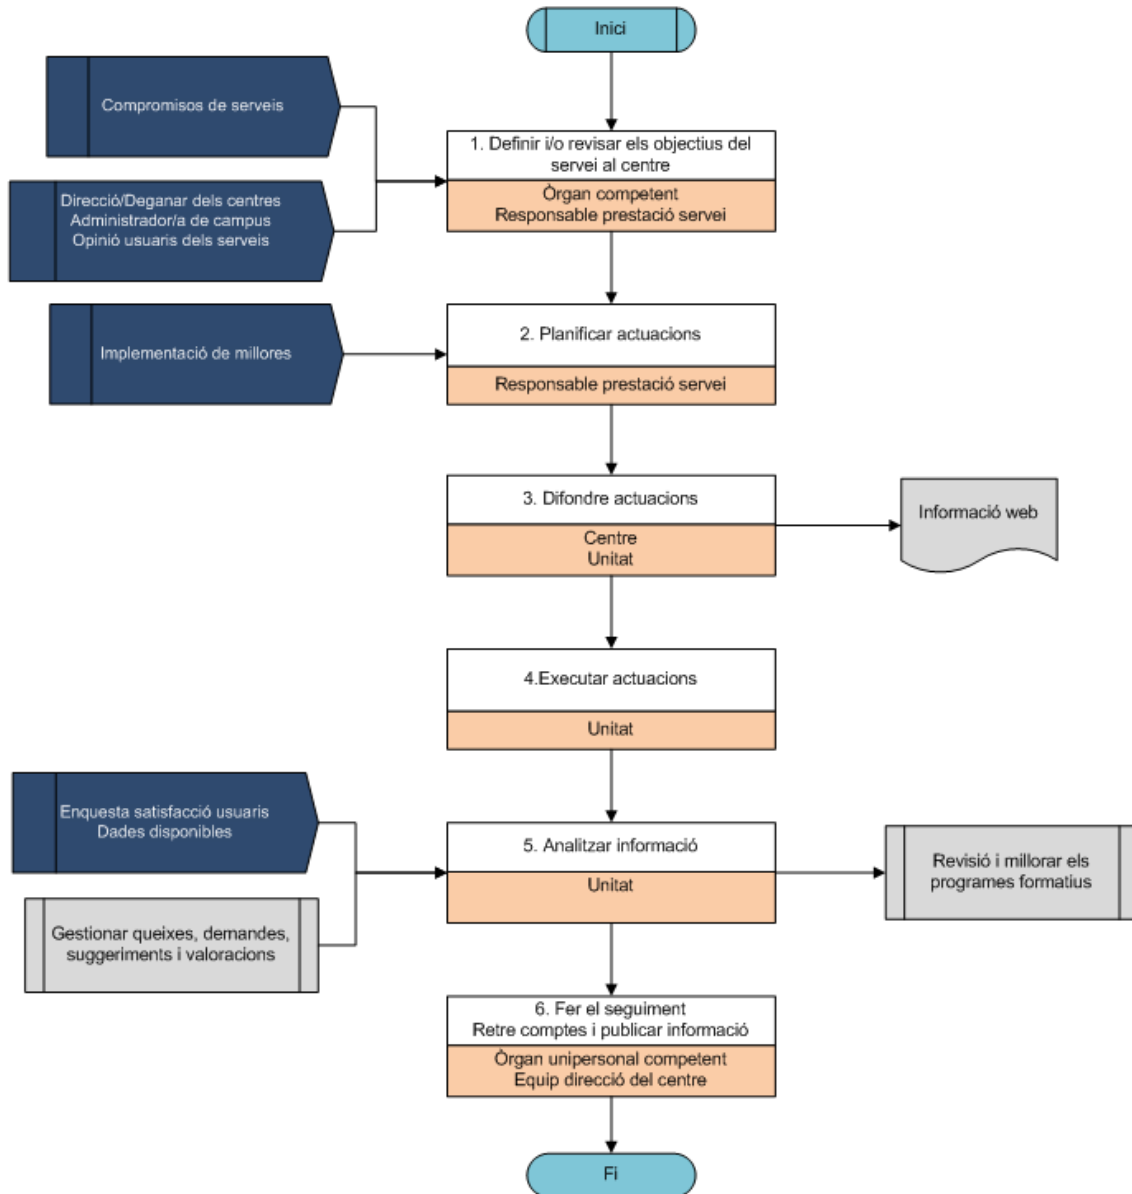 Inici
Compromisos de serveis
1. Definir i/o revisar els objectius del
servei al centre
Òrgan competent
Responsable prestació servei
Direcció/Deganar dels centres
Administrador/a de campus
Opinió usuaris dels serveis
Implementació de millores
2. Planificar actuacions
Responsable prestació servei
3. Difondre actuacions
Centre
Unitat
Informació web
4.Executar actuacions
Unitat
Enquesta satisfacció usuaris
Dades disponibles
5. Analitzar informació
Unitat
Revisió i millorar els
programes formatius
Gestionar queixes, demandes,
suggeriments i valoracions
6. Fer el seguiment
Retre comptes i publicar informació
Òrgan unipersonal competent
Equip direcció del centre
Fi